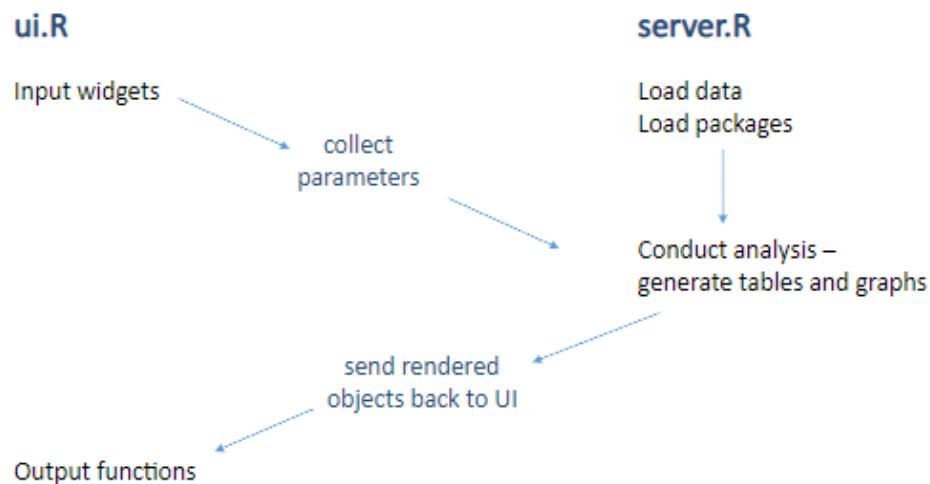 ui.R
server.R
Input widgets
Load data
Load packages
collect
parameters
Conduct analysis –
generate tables and graphs
send rendered
objects back to UI
Output functions